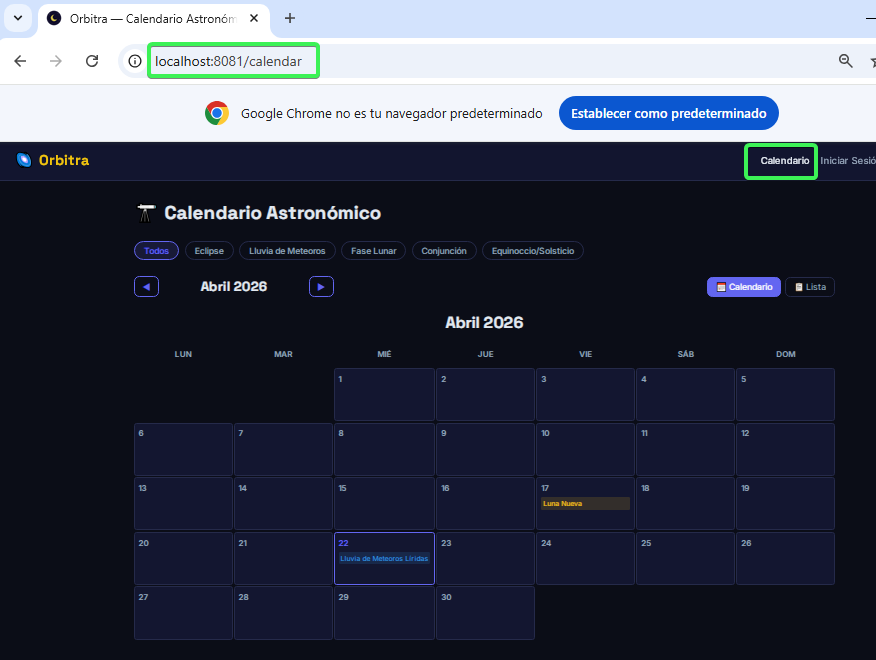 Orbitra — Calendario Astronóm
localhost:8081/calendar
Google Chrome no es tu navegador predeterminado
Establecer como predeterminado
Orbitra
Calendario
Iniciar Sesió
Calendario Astronómico
Todos
Eclipse
Lluvia de Meteoros
Fase Lunar
Conjunción
Equinoccio/Solsticio
Abril 2026
Calendario
Lista
Abril 2026
LUN MAR MIÉ JUE VIE SÁB DOM
1 2 3 4 5
6 7 8 9 10 11 12
13 14 15 16 17 18 19
Luna Nueva
20 21 22 23 24 25 26
Lluvia de Meteoros Líridas
27 28 29 30